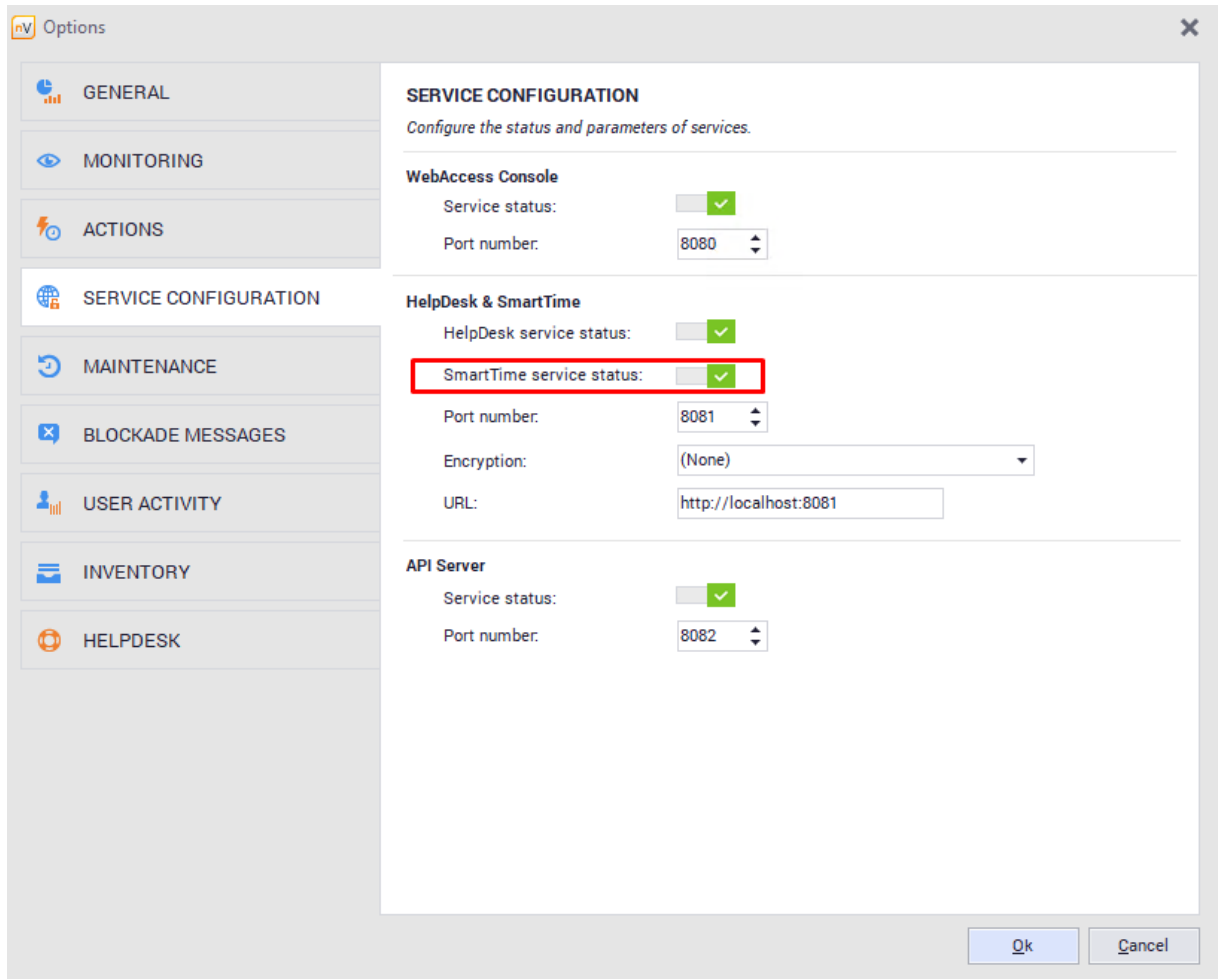 nV Options
GENERAL
MONITORING
ACTIONS
SERVICE CONFIGURATION
MAINTENANCE
BLOCKADE MESSAGES
USER ACTIVITY
INVENTORY
HELPDESK
SERVICE CONFIGURATION
Configure the status and parameters of services.
WebAccess Console
Service status:
Port number: 8080
HelpDesk & SmartTime
HelpDesk service status:
SmartTime service status:
Port number: 8081
Encryption: (None)
URL: http://localhost:8081
API Server
Service status:
Port number: 8082
Ok Cancel